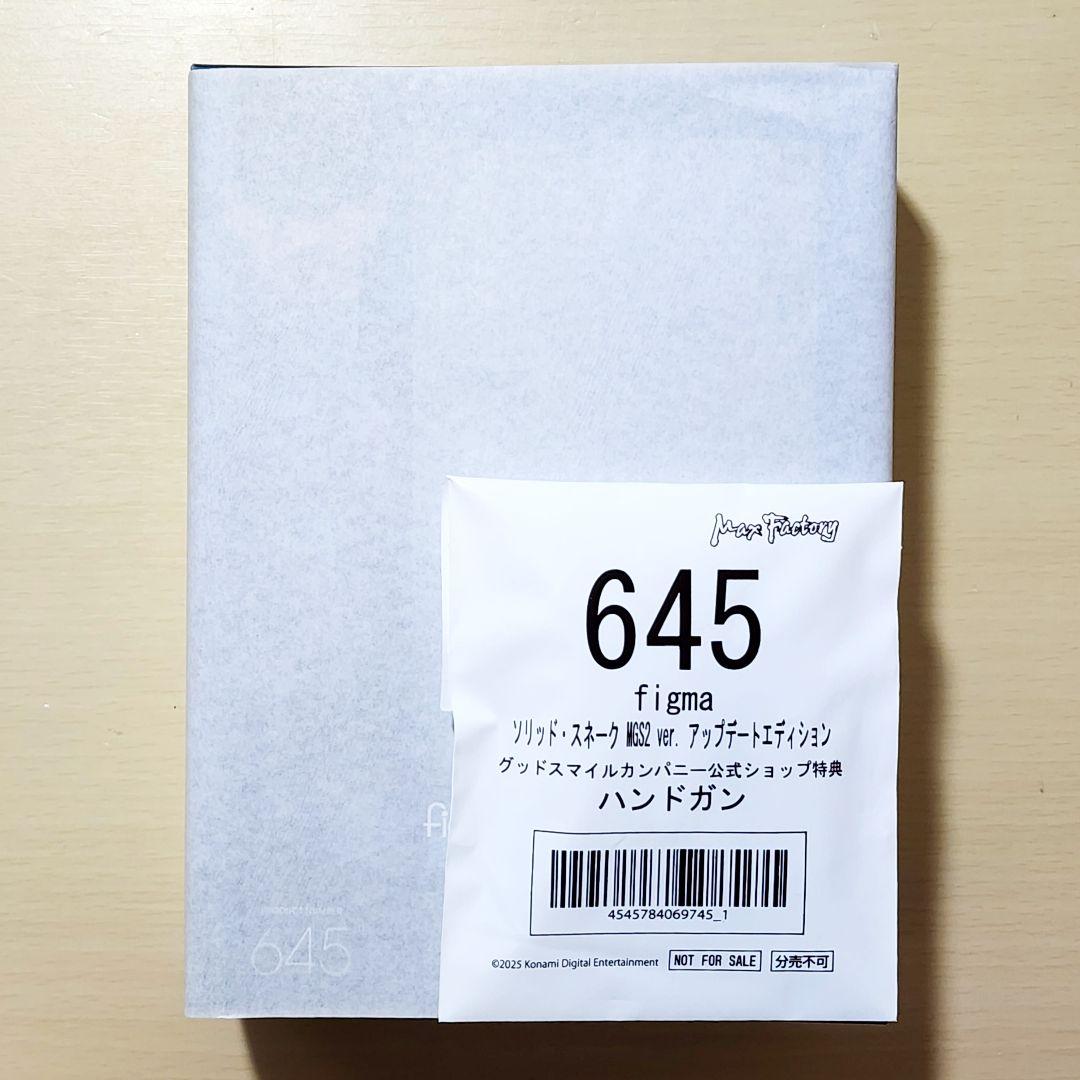 Max Factory
645
figma
ソリッド・スネーク MGS2 ver. アップデートエディション
グッドスマイルカンパニー公式ショップ特典
ハンドガン
4545784069745_1
©2025 Konami Digital Entertainment NOT FOR SALE 分売不可
fi
PRODUCT NUMBER
645